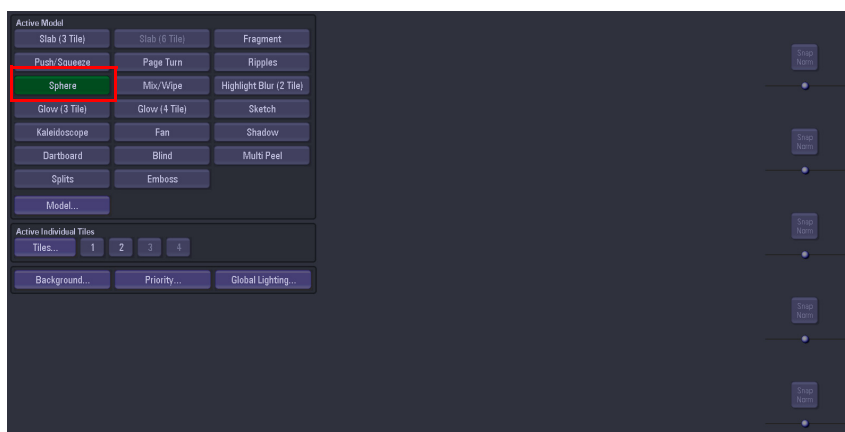 Active Model
Slab (3 Tile) Slab (6 Tile) Fragment
Push/Squeeze Page Turn Ripples
Sphere Mix/Wipe Highlight Blur (2 Tile)
Glow (3 Tile) Glow (4 Tile) Sketch
Kaleidoscope Fan Shadow
Dartboard Blind Multi Peel
Splits Emboss
Model...
Active Individual Tiles
Tiles... 1 2 3 4
Background... Priority... Global Lighting...
Snap
Norm
Snap
Norm
Snap
Norm
Snap
Norm
Snap
Norm